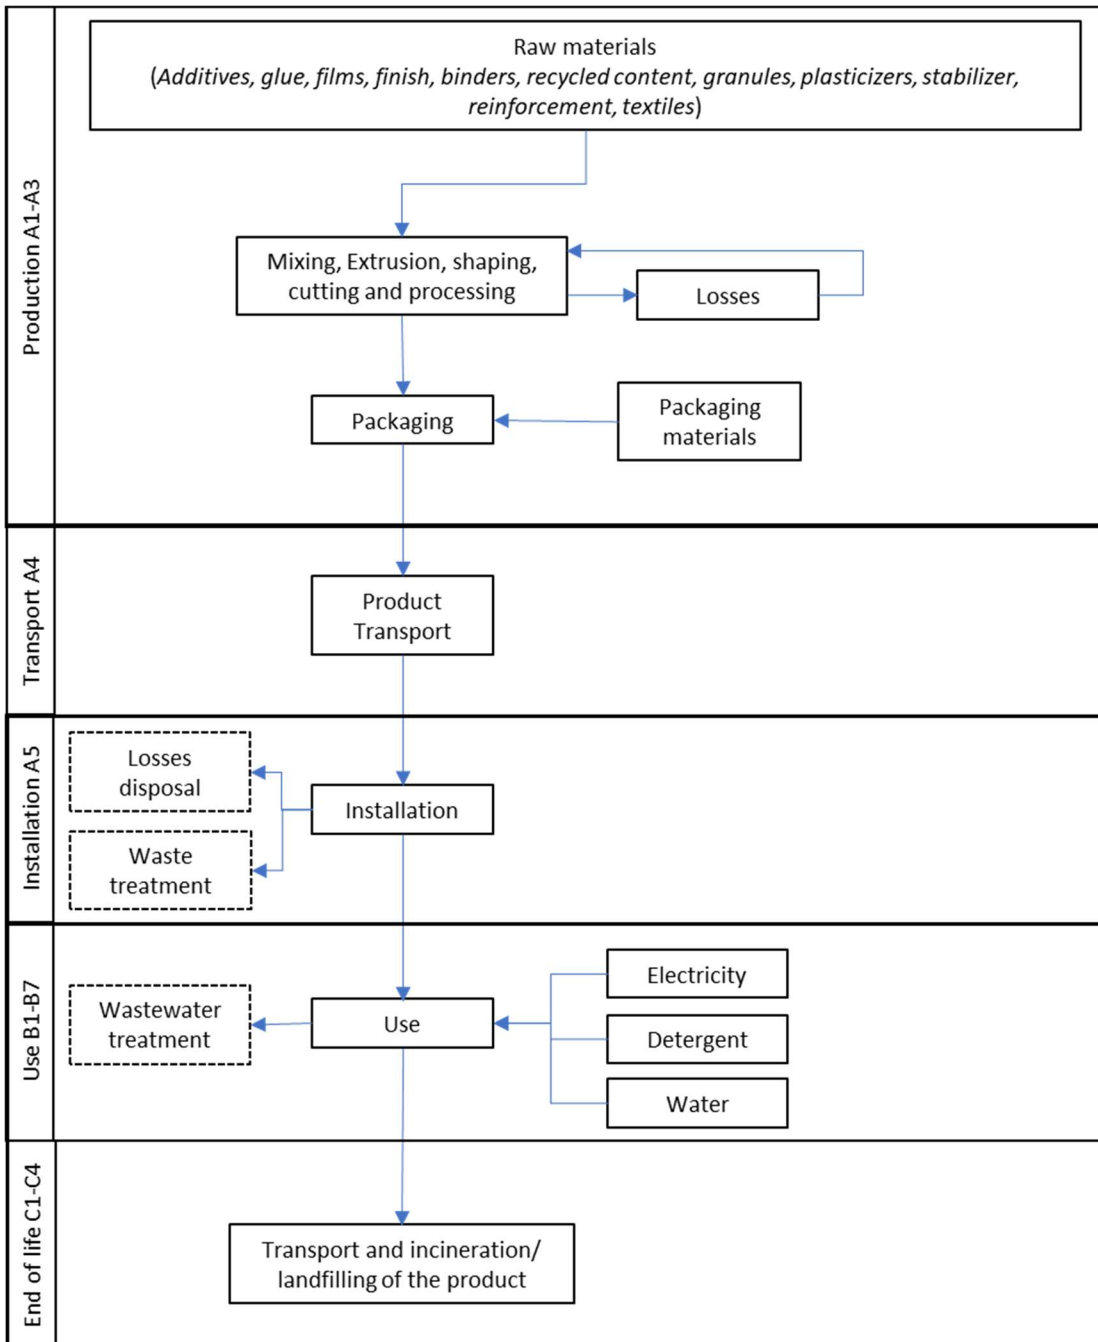 Production A1-A3
Raw materials
(Additives, glue, films, finish, binders, recycled content, granules, plasticizers, stabilizer,
reinforcement, textiles)
Mixing, Extrusion, shaping,
cutting and processing
Losses
Packaging
Packaging
materials
Transport A4
Product
Transport
Installation A5
Losses
disposal
Installation
Waste
treatment
Use B1-B7
Wastewater
treatment
Use
Electricity
Detergent
Water
End of life C1-C4
Transport and incineration/
landfilling of the product